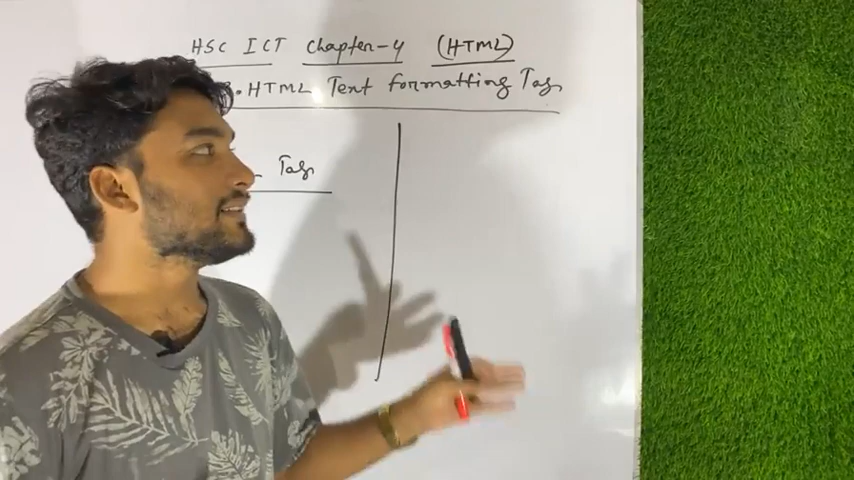 HSC ICT Chapter-4 (HTML)
. HTML Text formatting Tag
Tag